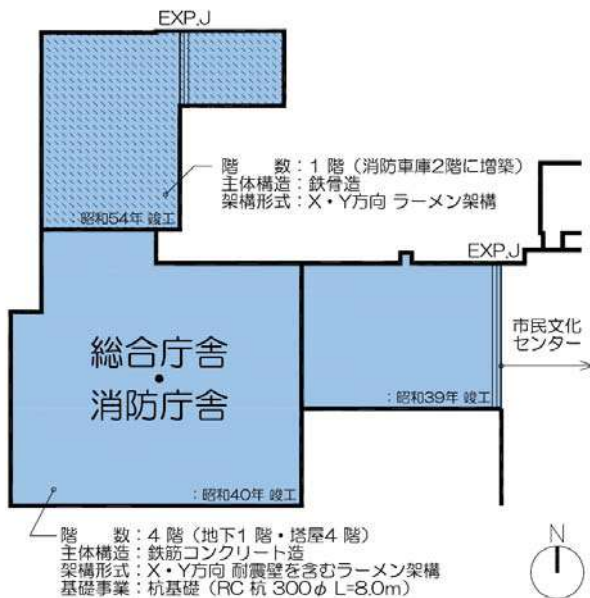 EXP.J
階　　数：1 階（消防車庫2階に増築）
主体構造：鉄骨造
架構形式：X・Y方向 ラーメン架構
：昭和54年 竣工
EXP.J
市民文化
センター
総合庁舎
・
消防庁舎
：昭和39年 竣工
：昭和40年 竣工
階　　数：4 階（地下1 階・塔屋4 階）
主体構造：鉄筋コンクリート造
架構形式：X・Y方向 耐震壁を含むラーメン架構
基礎事業：杭基礎（RC 杭 300φ L=8.0m）
N